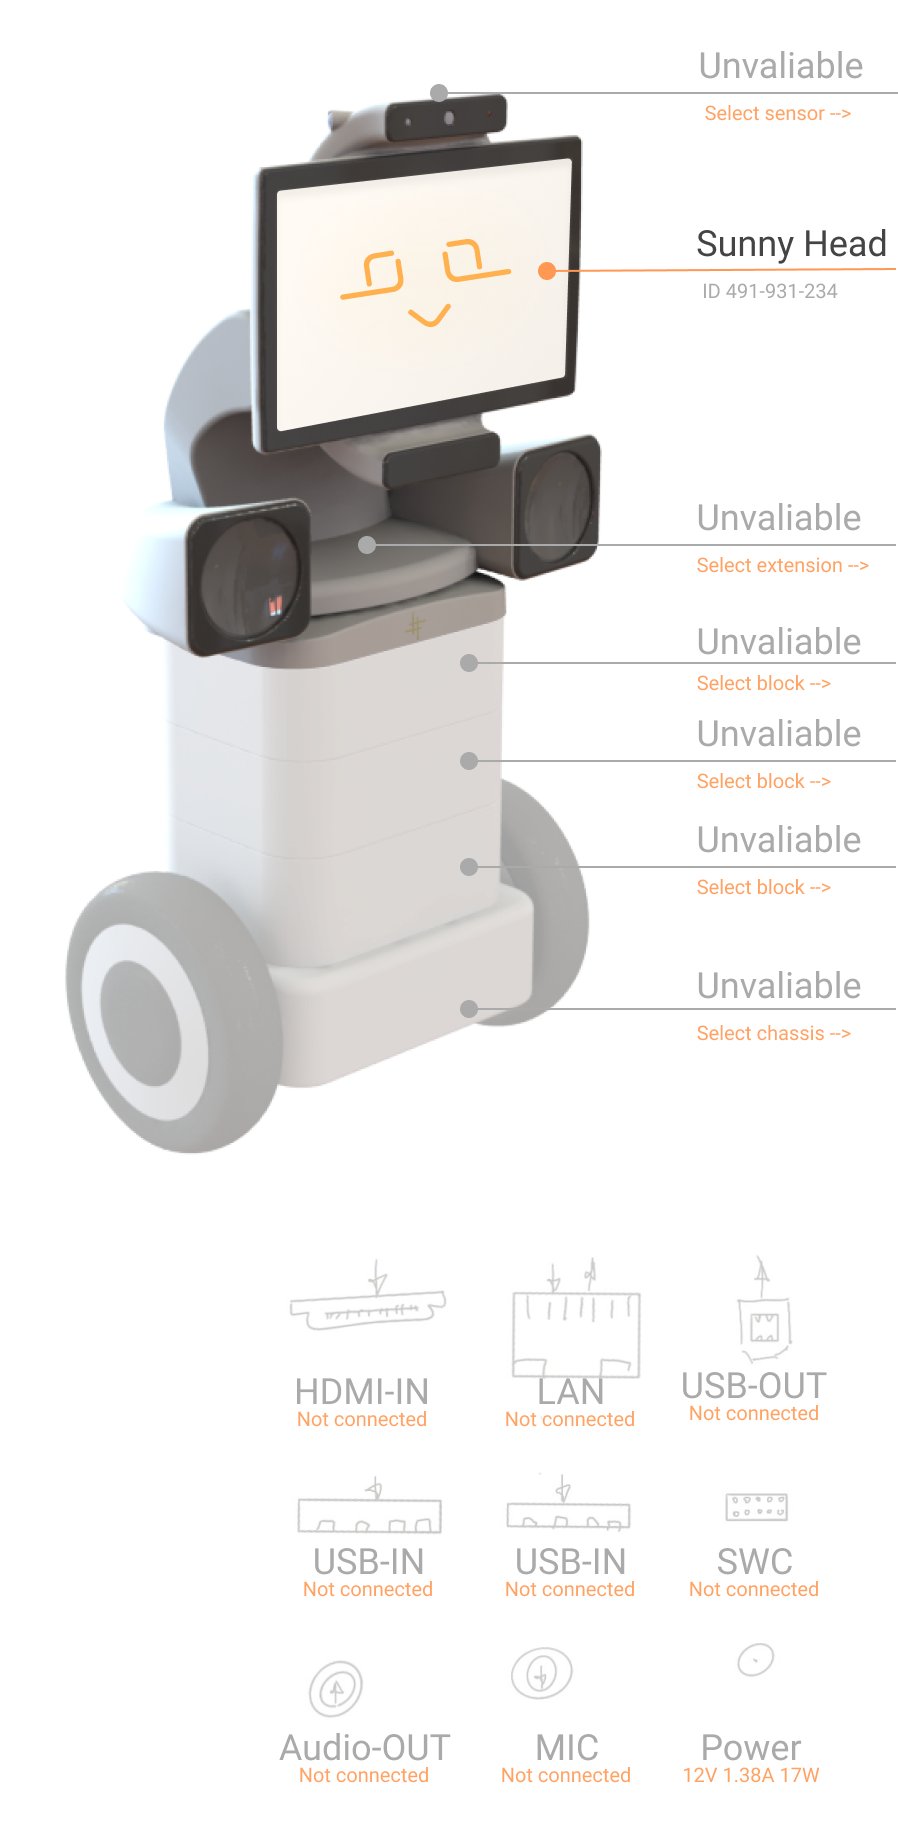 Unvaliable
Select sensor -->
Sunny Head
ID 491-931-234
Unvaliable
Select extension -->
Unvaliable
Select block -->
Unvaliable
Select block -->
Unvaliable
Select block -->
Unvaliable
Select chassis -->
HDMI-IN
Not connected
LAN
Not connected
USB-OUT
Not connected
USB-IN
Not connected
USB-IN
Not connected
SWC
Not connected
Audio-OUT
Not connected
MIC
Not connected
Power
12V 1.38A 17W